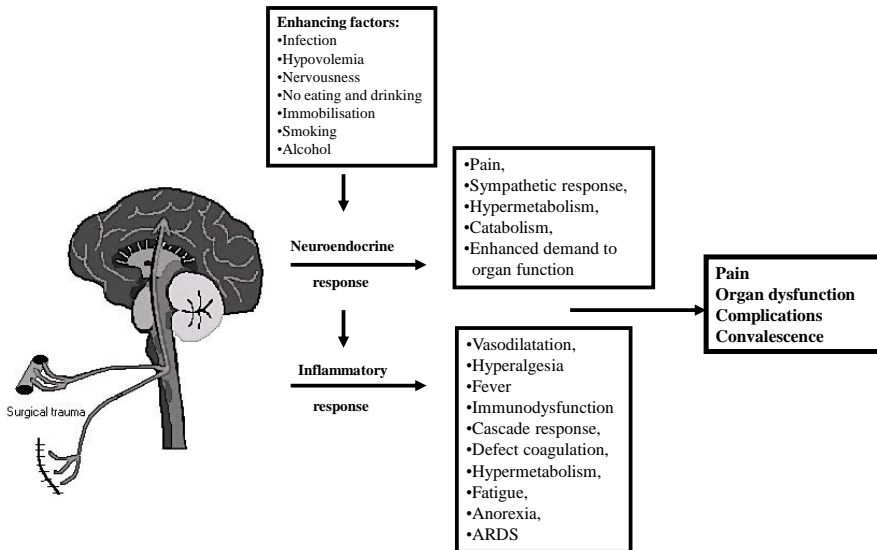 Enhancing factors:
•Infection
•Hypovolemia
•Nervousness
•No eating and drinking
•Immobilisation
•Smoking
•Alcohol
•Pain,
•Sympathetic response,
•Hypermetabolism,
•Catabolism,
•Enhanced demand to
organ function
Neuroendocrine
response
Pain
Organ dysfunction
Complications
Convalescence
Inflammatory
response
•Vasodilatation,
•Hyperalgesia
•Fever
•Immunodysfunction
•Cascade response,
•Defect coagulation,
•Hypermetabolism,
•Fatigue,
•Anorexia,
•ARDS
Surgical trauma